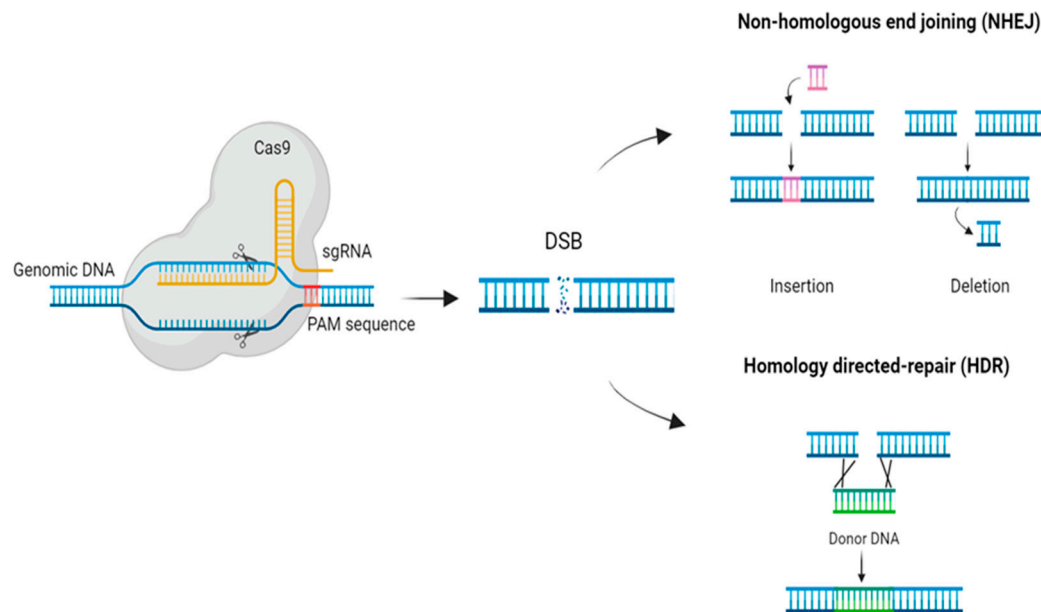 Non-homologous end joining (NHEJ)
Cas9
sgRNA
Genomic DNA
PAM sequence
DSB
Insertion
Deletion
Homology directed-repair (HDR)
Donor DNA